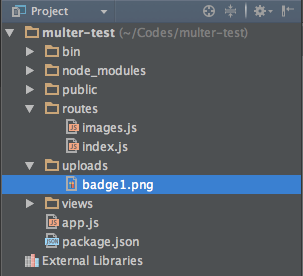 Project
multer-test (~/Codes/multer-test)
bin
node_modules
public
routes
images.js
index.js
uploads
badge1.png
views
app.js
package.json
External Libraries